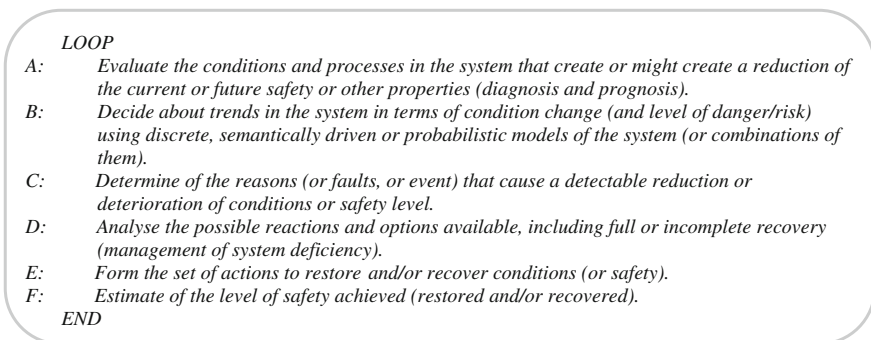 LOOP
A: Evaluate the conditions and processes in the system that create or might create a reduction of
the current or future safety or other properties (diagnosis and prognosis).
B: Decide about trends in the system in terms of condition change (and level of danger/risk)
using discrete, semantically driven or probabilistic models of the system (or combinations of
them).
C: Determine of the reasons (or faults, or event) that cause a detectable reduction or
deterioration of conditions or safety level.
D: Analyse the possible reactions and options available, including full or incomplete recovery
(management of system deficiency).
E: Form the set of actions to restore and/or recover conditions (or safety).
F: Estimate of the level of safety achieved (restored and/or recovered).
END